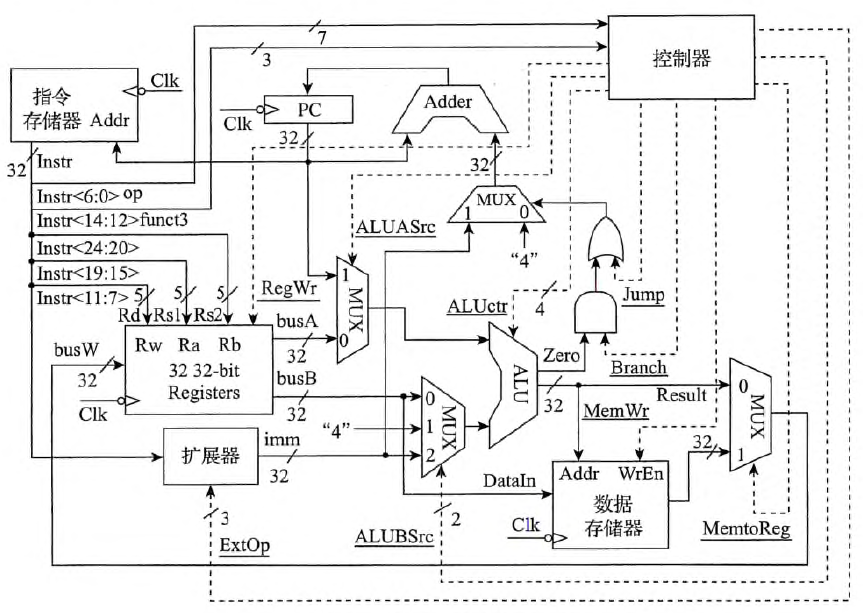 7
3
控制器
指令
存储器 Addr
Clk
PC
Clk
32
Adder
32
Instr
32
Instr<6:0> op
Instr<14:12>funct3
Instr<24:20>
Instr<19:15>
Instr<11:7>
5
5
5
Rd Rs1 Rs2
RegWr
ALUASrc
MUX
1
0
"4"
1
MUX
0
ALUctr
4
Jump
busW
32
Rw Ra Rb
32 32-bit
Registers
Clk
busA
32
busB
32
Zero
ALU
32
Branch
Result
MemWr
0
MUX
1
"4"
0
1
2
MUX
扩展器
imm
32
32
Addr WrEn
数据
存储器
DataIn
Clk
3
ExtOp
ALUBSrc
2
MemtoReg